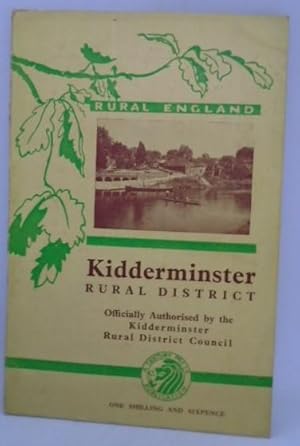 RURAL ENGLAND
Kidderminster
RURAL DISTRICT
Officially Authorised by the
Kidderminster
Rural District Council
ONE SHILLING AND SIXPENCE